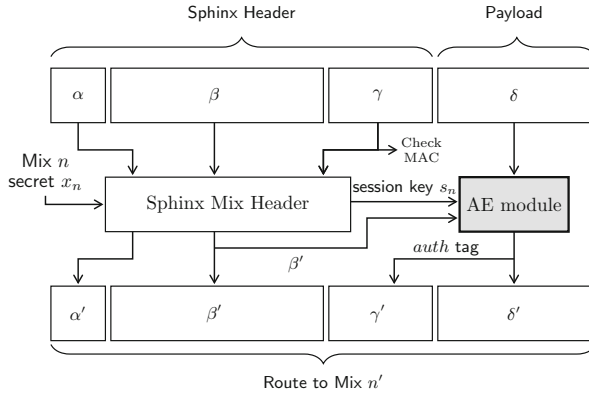 Sphinx Header
Payload
α
β
γ
δ
Check
MAC
Mix n
secret xₙ
Sphinx Mix Header
session key sₙ
AE module
β′
auth tag
α′
β′
γ′
δ′
Route to Mix n′